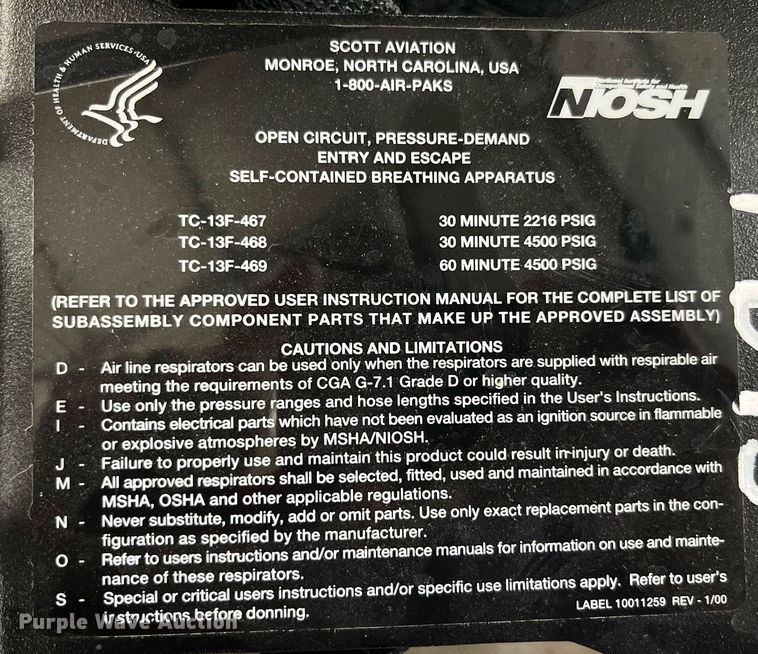 DEPARTMENT OF HEALTH & HUMAN SERVICES • USA
SCOTT AVIATION
MONROE, NORTH CAROLINA, USA
1-800-AIR-PAKS
National Institute for
Occupational Safety and Health
NIOSH
OPEN CIRCUIT, PRESSURE-DEMAND
ENTRY AND ESCAPE
SELF-CONTAINED BREATHING APPARATUS
TC-13F-467 30 MINUTE 2216 PSIG
TC-13F-468 30 MINUTE 4500 PSIG
TC-13F-469 60 MINUTE 4500 PSIG
(REFER TO THE APPROVED USER INSTRUCTION MANUAL FOR THE COMPLETE LIST OF
SUBASSEMBLY COMPONENT PARTS THAT MAKE UP THE APPROVED ASSEMBLY)
CAUTIONS AND LIMITATIONS
D - Air line respirators can be used only when the respirators are supplied with respirable air
meeting the requirements of CGA G-7.1 Grade D or higher quality.
E - Use only the pressure ranges and hose lengths specified in the User's Instructions.
I - Contains electrical parts which have not been evaluated as an ignition source in flammable
or explosive atmospheres by MSHA/NIOSH.
J - Failure to properly use and maintain this product could result in injury or death.
M - All approved respirators shall be selected, fitted, used and maintained in accordance with
MSHA, OSHA and other applicable regulations.
N - Never substitute, modify, add or omit parts. Use only exact replacement parts in the con-
figuration as specified by the manufacturer.
O - Refer to users instructions and/or maintenance manuals for information on use and mainte-
nance of these respirators.
S - Special or critical users instructions and/or specific use limitations apply. Refer to user's
instructions before donning.
LABEL 10011259 REV - 1/00
Purple Wave Auction